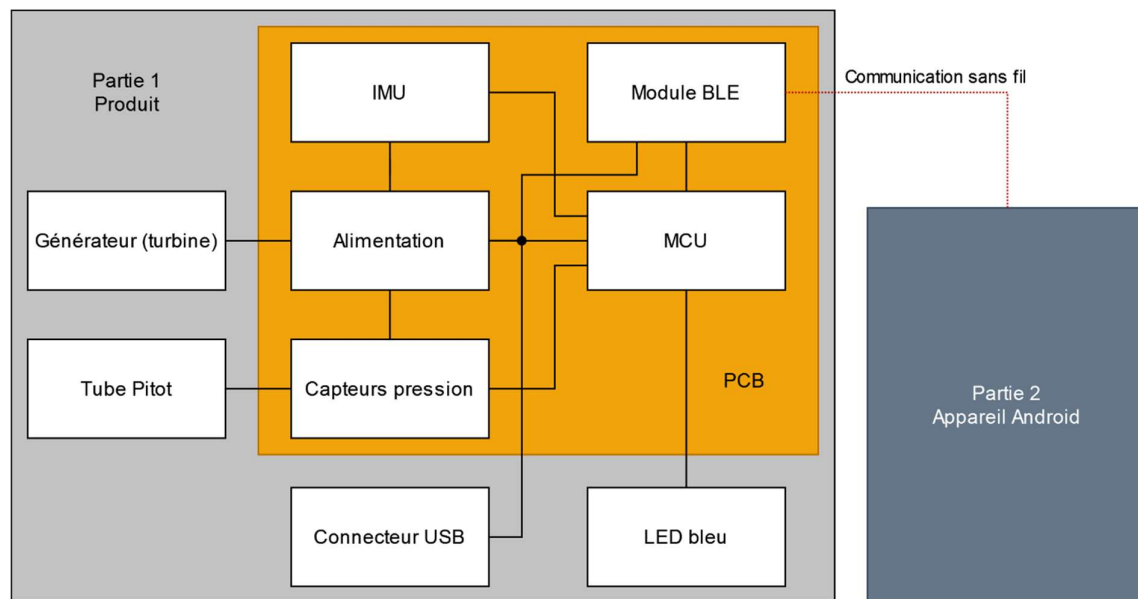 Partie 1
Produit
IMU
Module BLE
Communication sans fil
Générateur (turbine)
Alimentation
MCU
Tube Pitot
Capteurs pression
PCB
Partie 2
Appareil Android
Connecteur USB
LED bleu